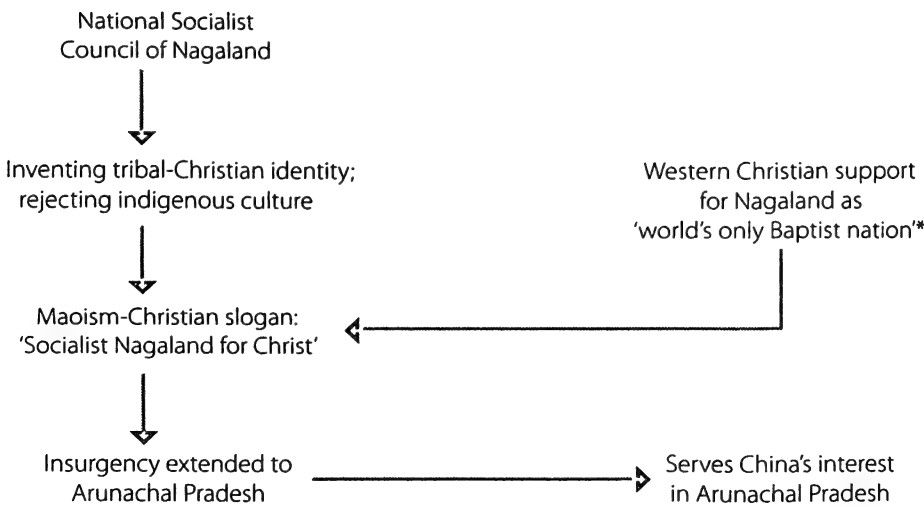 National Socialist
Council of Nagaland
Inventing tribal-Christian identity;
rejecting indigenous culture
Western Christian support
for Nagaland as
‘world’s only Baptist nation’*
Maoism-Christian slogan:
‘Socialist Nagaland for Christ’
Insurgency extended to
Arunachal Pradesh
Serves China’s interest
in Arunachal Pradesh